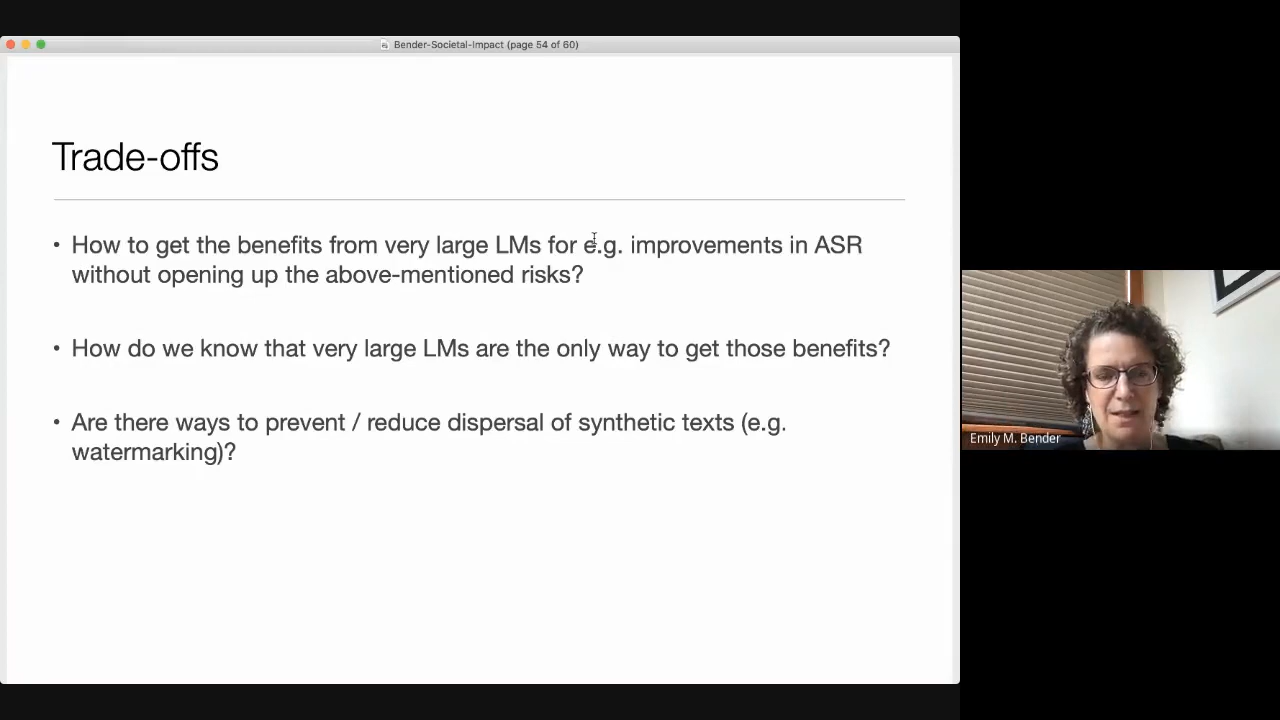 Bender-Societal-Impact (page 54 of 60)
Trade-offs
• How to get the benefits from very large LMs for e.g. improvements in ASR
without opening up the above-mentioned risks?
• How do we know that very large LMs are the only way to get those benefits?
• Are there ways to prevent / reduce dispersal of synthetic texts (e.g.
watermarking)?
Emily M. Bender